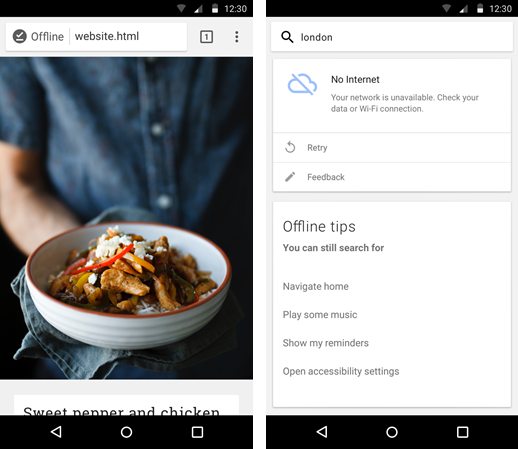 12:30
Offline website.html 1
Sweet pepper and chicken
12:30
london
No Internet
Your network is unavailable. Check your
data or Wi-Fi connection.
Retry
Feedback
Offline tips
You can still search for
Navigate home
Play some music
Show my reminders
Open accessibility settings